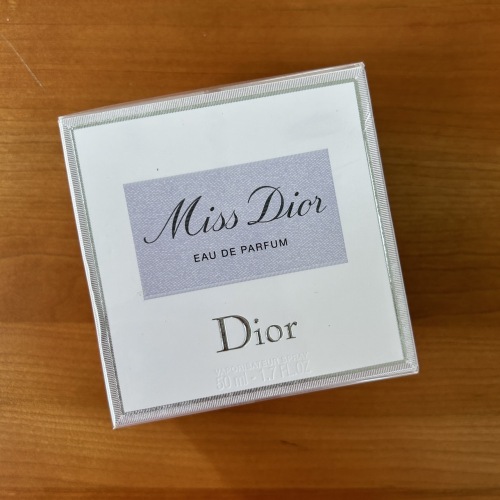 Miss Dior
EAU DE PARFUM
Dior
50 ml - 1.7 fl.oz